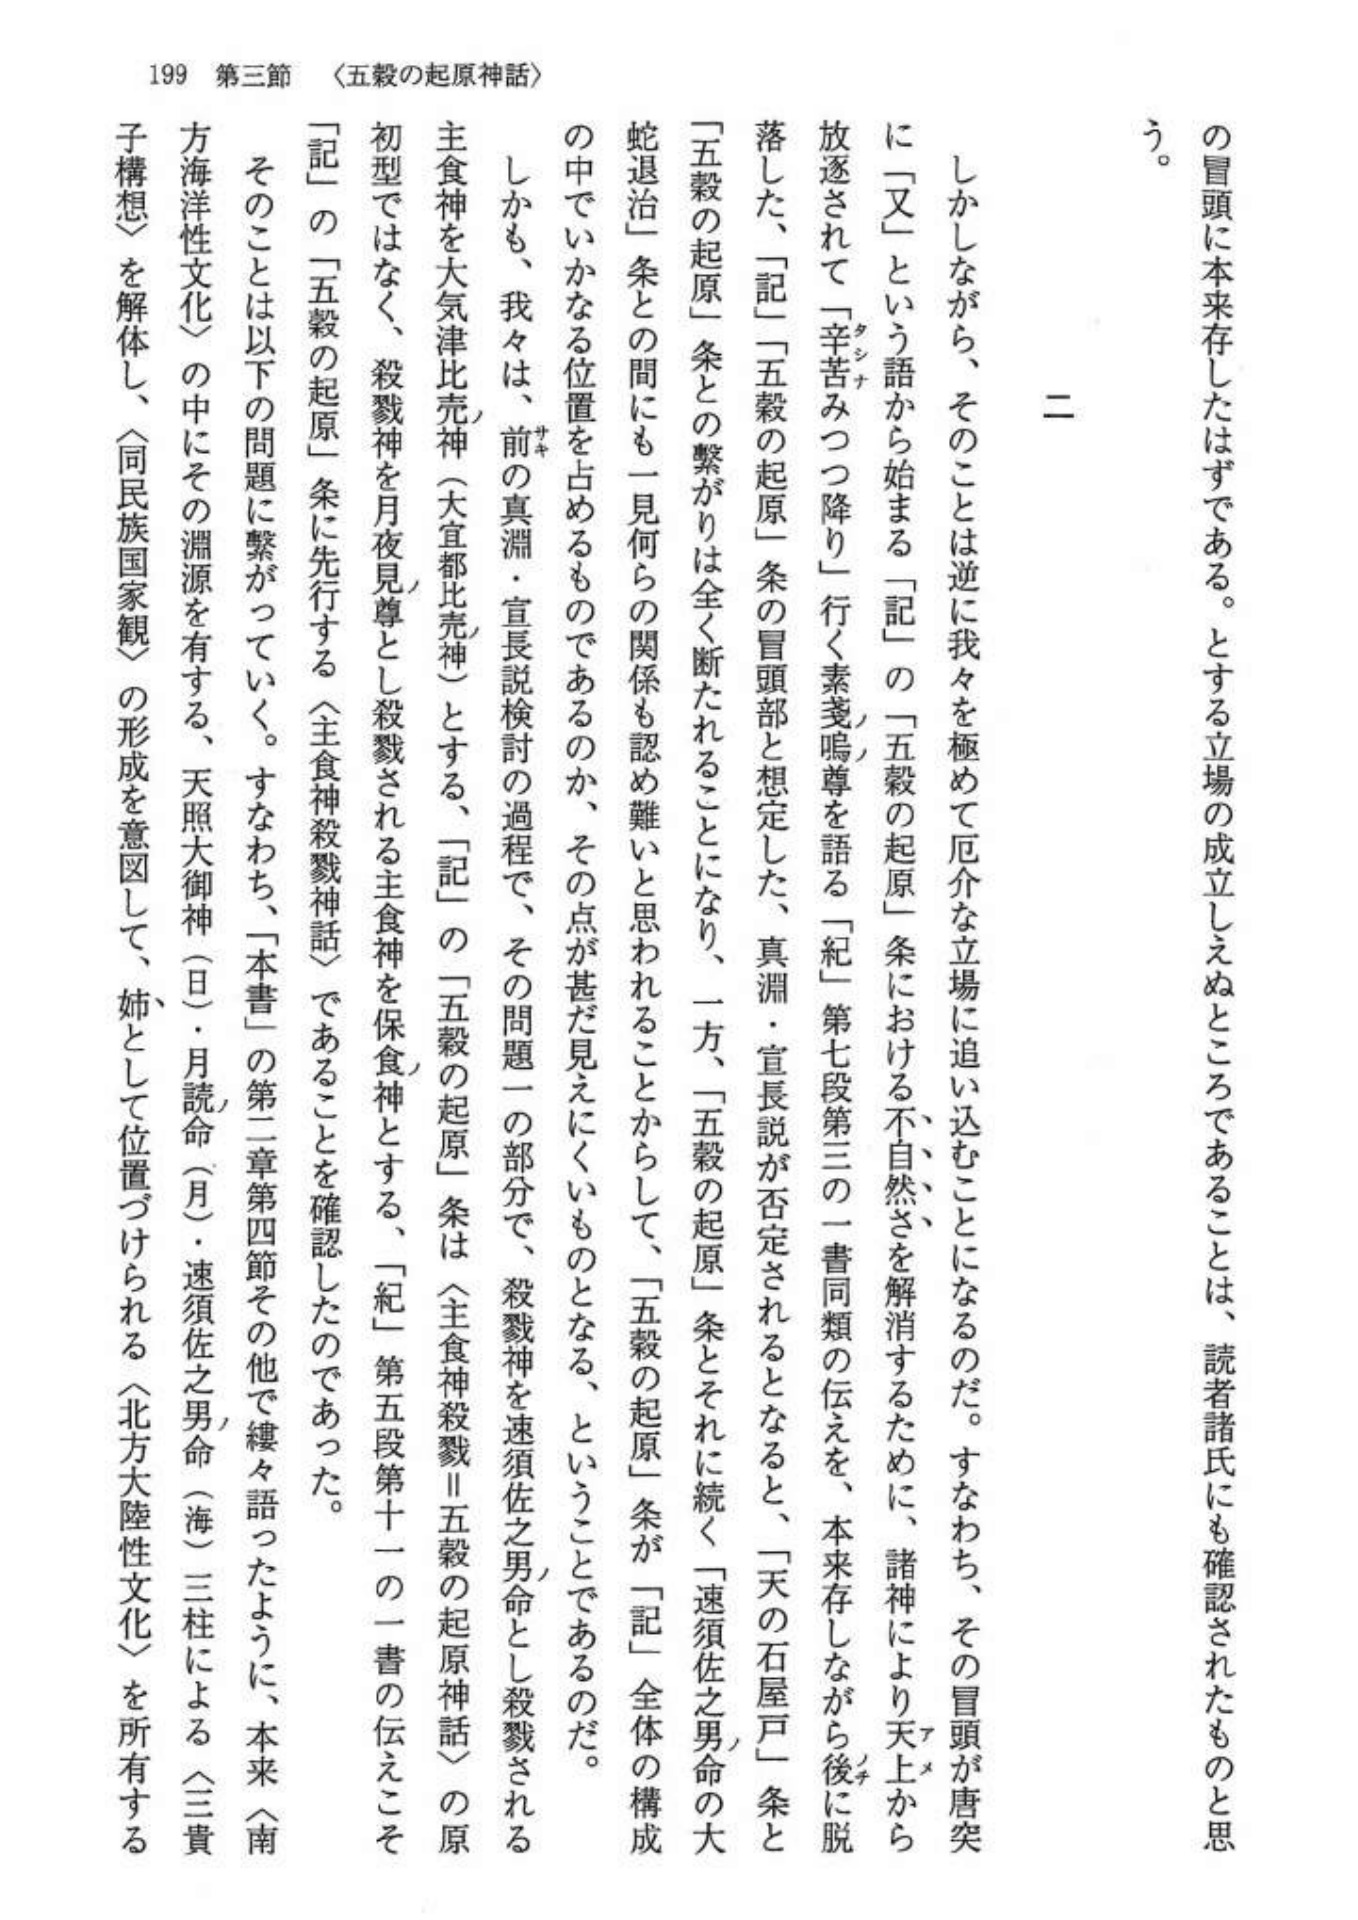 199 第三節 〈五穀の起原神話〉
の冒頭に本来存したはずである。とする立場の成立しえぬところであることは、読者諸氏にも確認されたものと思
う。
二
しかしながら、そのことは逆に我々を極めて厄介な立場に追い込むことになるのだ。すなわち、その冒頭が唐突
に「又」という語から始まる「記」の「五穀の起原」条における不自然さを解消するために、諸神により天上アメから
放逐されて「辛苦タシナみつつ降り」行く素戔ノ嗚ノ尊を語る「紀」第七段第三の一書同類の伝えを、本来存しながら後ノチに脱
落した、「記」「五穀の起原」条の冒頭部と想定した、真淵・宣長説が否定されるとなると、「天の石屋戸」条と
「五穀の起原」条との繋がりは全く断たれることになり、一方、「五穀の起原」条とそれに続く「速須佐之男ノ命の大
蛇退治」条との間にも一見何らの関係も認め難いと思われることからして、「五穀の起原」条が「記」全体の構成
の中でいかなる位置を占めるものであるのか、その点が甚だ見えにくいものとなる、ということであるのだ。
しかも、我々は、前サキの真淵・宣長説検討の過程で、その問題一の部分で、殺戮神を速須佐之男ノ命とし殺戮される
主食神を大気津比売ノ神（大宜都比売ノ神）とする、「記」の「五穀の起原」条は〈主食神殺戮＝五穀の起原神話〉の原
初型ではなく、殺戮神を月夜見ノ尊とし殺戮される主食神を保食ノ神とする、「紀」第五段第十一の一書の伝えこそ
「記」の「五穀の起原」条に先行する〈主食神殺戮神話〉であることを確認したのであった。
そのことは以下の問題に繋がっていく。すなわち、「本書」の第二章第四節その他で縷々語ったように、本来〈南
方海洋性文化〉の中にその淵源を有する、天照大御神（日）・月読ノ命（月）・速須佐之男ノ命（海）三柱による〈三貴
子構想〉を解体し、〈同民族国家観〉の形成を意図して、姉として位置づけられる〈北方大陸性文化〉を所有する